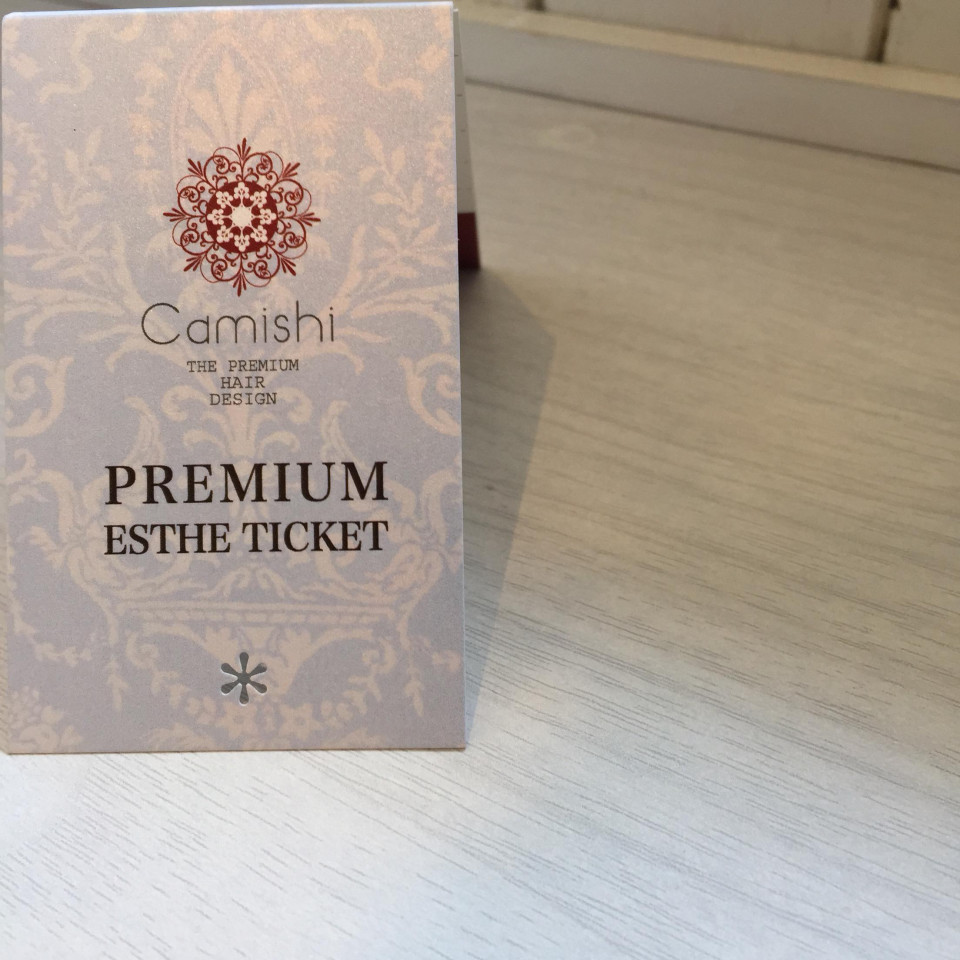 Camishi
THE PREMIUM
HAIR
DESIGN
PREMIUM
ESTHE TICKET